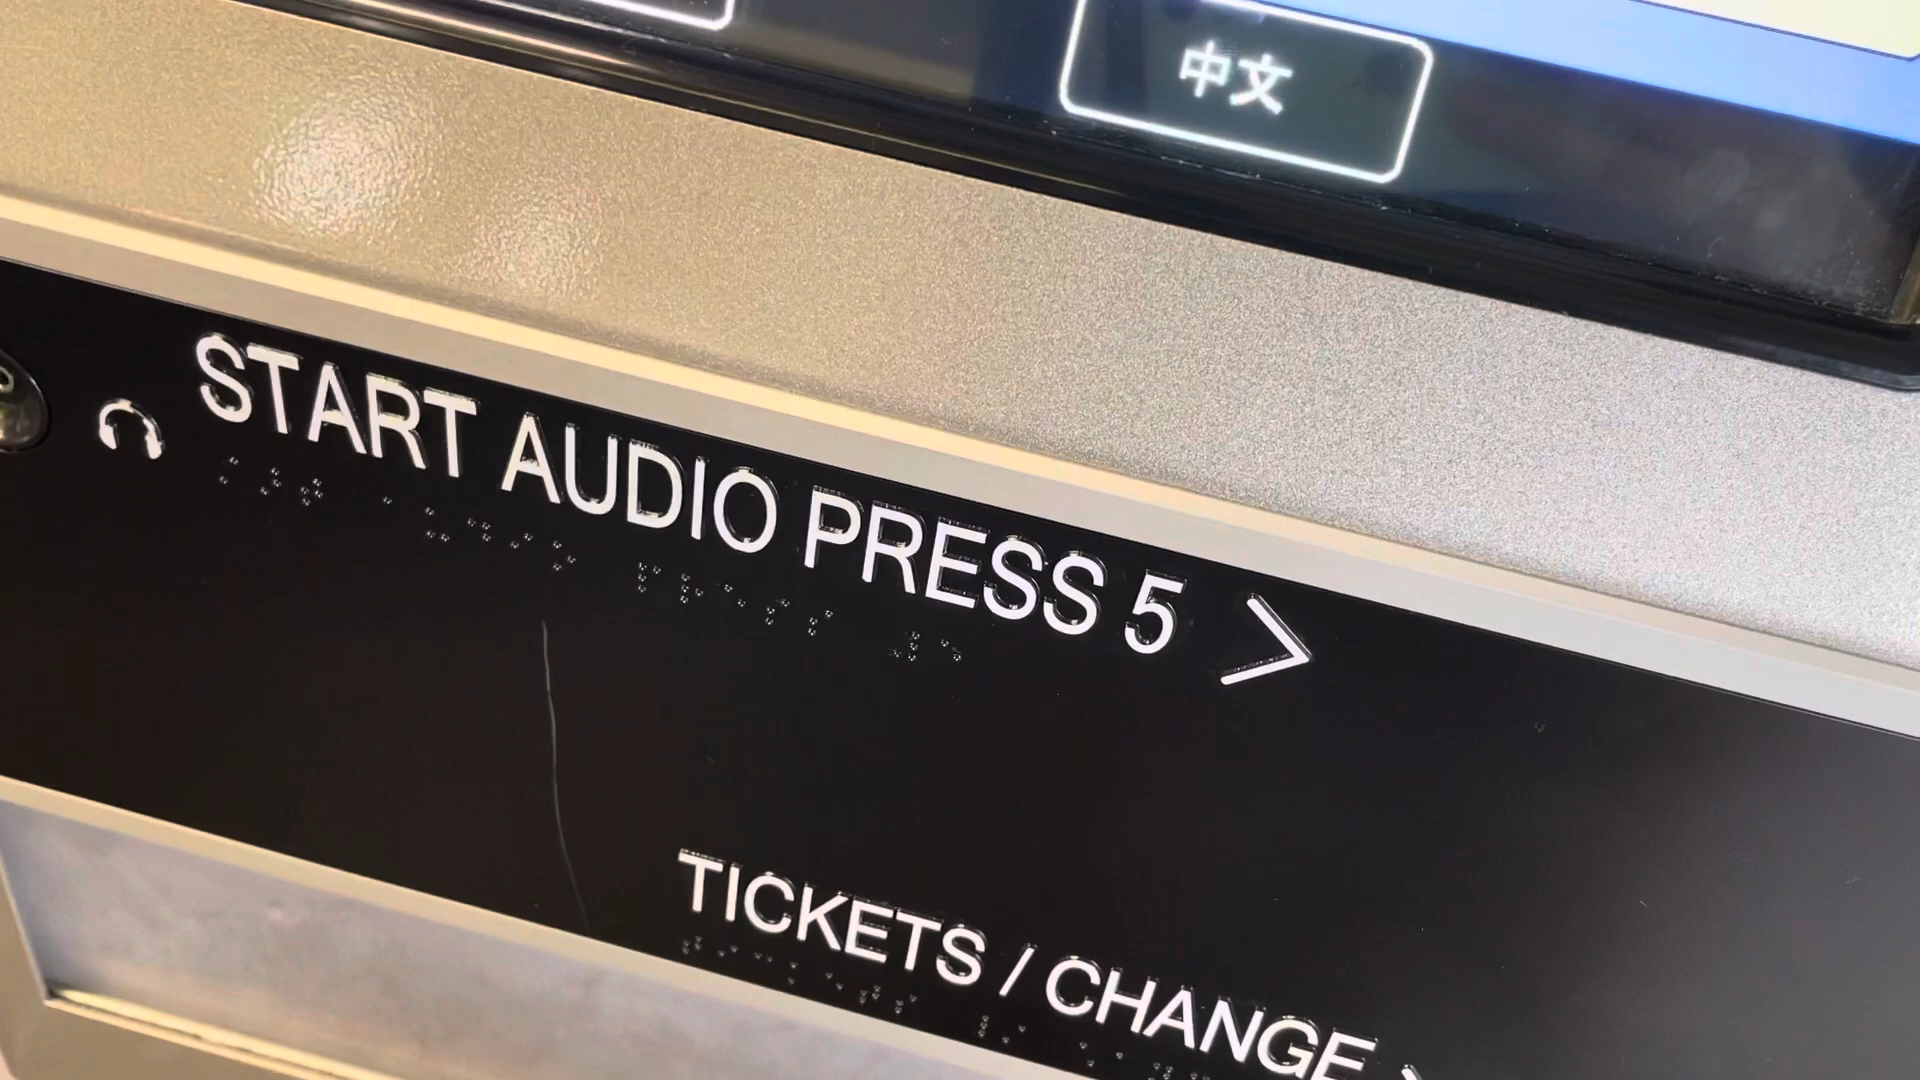 中文
START AUDIO PRESS 5 >
TICKETS / CHANGE